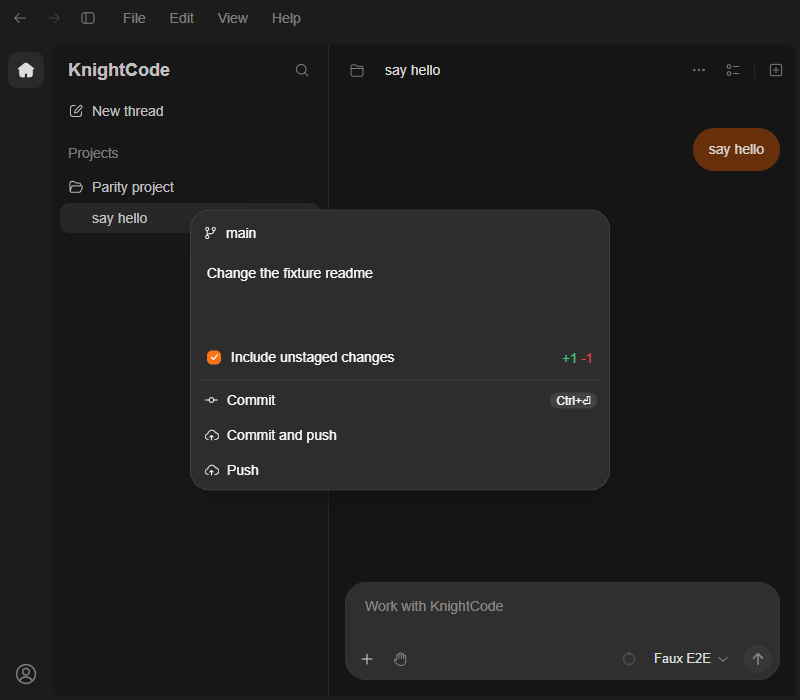 File Edit View Help
KnightCode
say hello
New thread
say hello
Projects
Parity project
say hello
main
Change the fixture readme
Include unstaged changes +1 -1
Commit Ctrl+⏎
Commit and push
Push
Work with KnightCode
Faux E2E